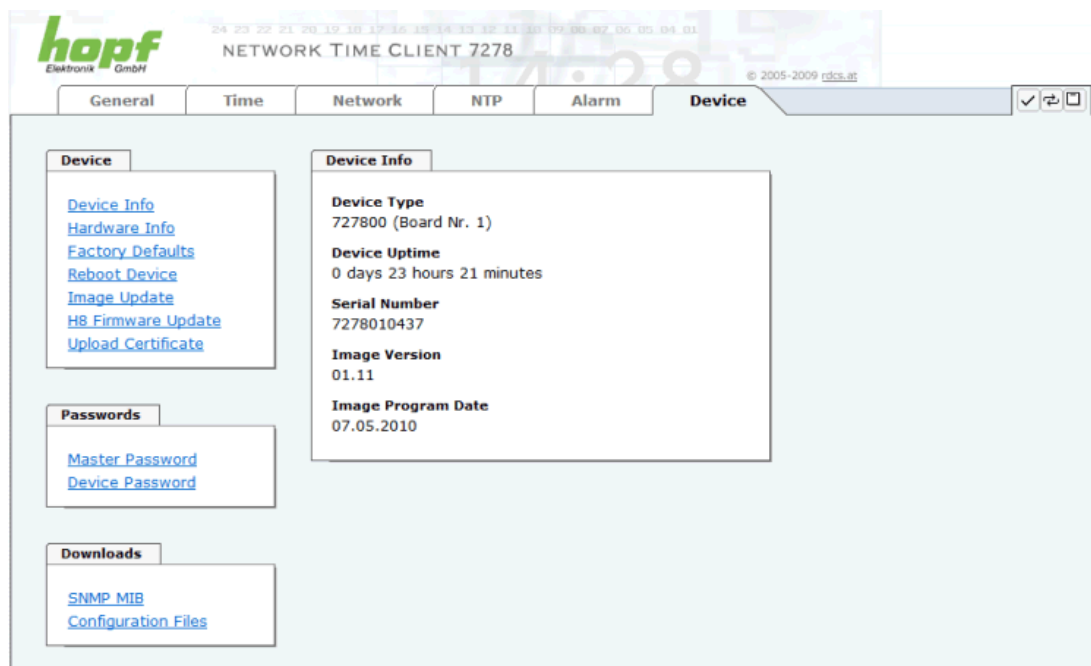 24 23 22 21 20 19 18 17 16 15 14 13 12 11 10 09 08 07 06 05 04 01
hopf
Elektronik GmbH
NETWORK TIME CLIENT 7278
14:28
© 2005-2009 rdcs.at
General Time Network NTP Alarm Device
Device
Device Info
Hardware Info
Factory Defaults
Reboot Device
Image Update
H8 Firmware Update
Upload Certificate
Passwords
Master Password
Device Password
Downloads
SNMP MIB
Configuration Files
Device Info
Device Type
727800 (Board Nr. 1)
Device Uptime
0 days 23 hours 21 minutes
Serial Number
7278010437
Image Version
01.11
Image Program Date
07.05.2010